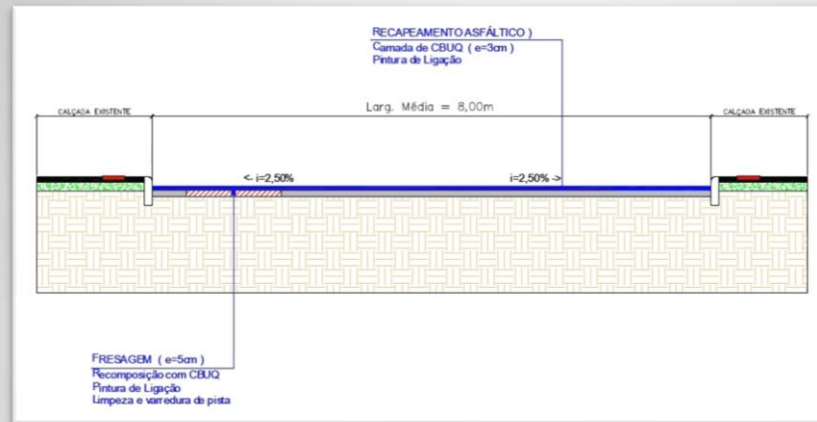 RECAPEAMENTO ASFÁLTICO )
Camada de CBUQ ( e=3cm )
Pintura de Ligação
CALÇADA EXISTENTE
Larg. Média = 8,00m
CALÇADA EXISTENTE
<- i=2,50%
i=2,50% ->
FRESAGEM ( e=5cm )
Recomposição com CBUQ
Pintura de Ligação
Limpeza e varredura de pista